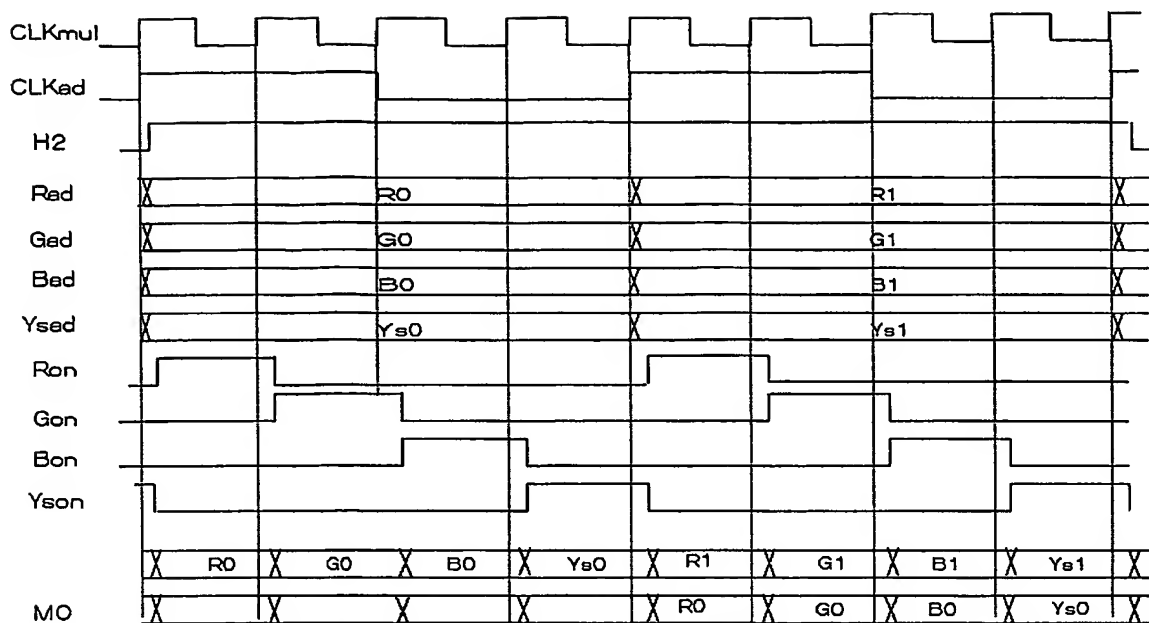 CLKmul
CLKad
H2
Rad R0 R1
Gad G0 G1
Bad B0 B1
Ysad Ys0 Ys1
Ron
Gon
Bon
Yson
R0 G0 B0 Ys0 R1 G1 B1 Ys1
M0 R0 G0 B0 Ys0